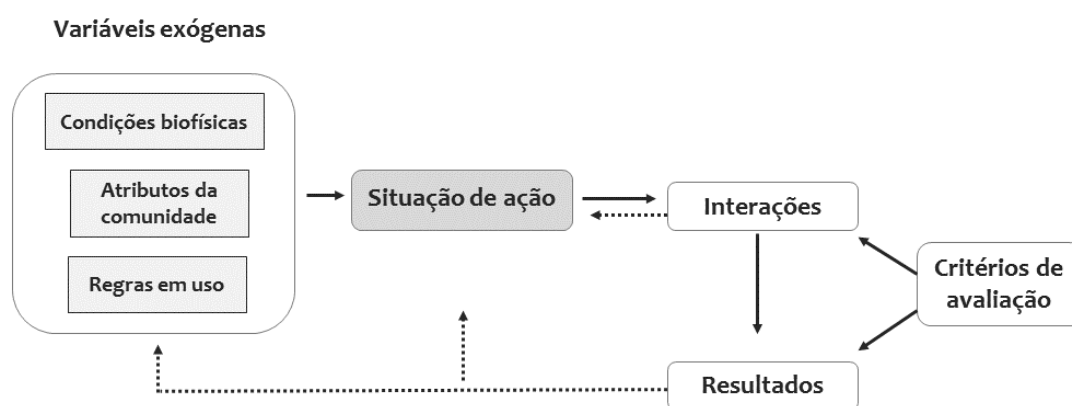 Variáveis exógenas
Condições biofísicas
Atributos da
comunidade
Regras em uso
Situação de ação
Interações
Critérios de
avaliação
Resultados